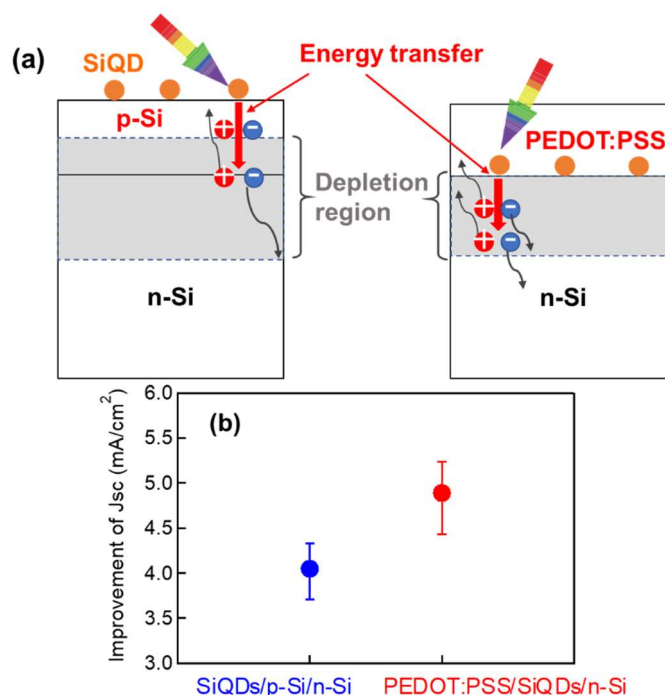 (a)
SiQD
Energy transfer
p-Si
PEDOT:PSS
Depletion
region
n-Si
n-Si
(b)
Improvement of Jsc (mA/cm²)
6.0
5.5
5.0
4.5
4.0
3.5
3.0
SiQDs/p-Si/n-Si
PEDOT:PSS/SiQDs/n-Si
+
−
+
−
+
−
+
−